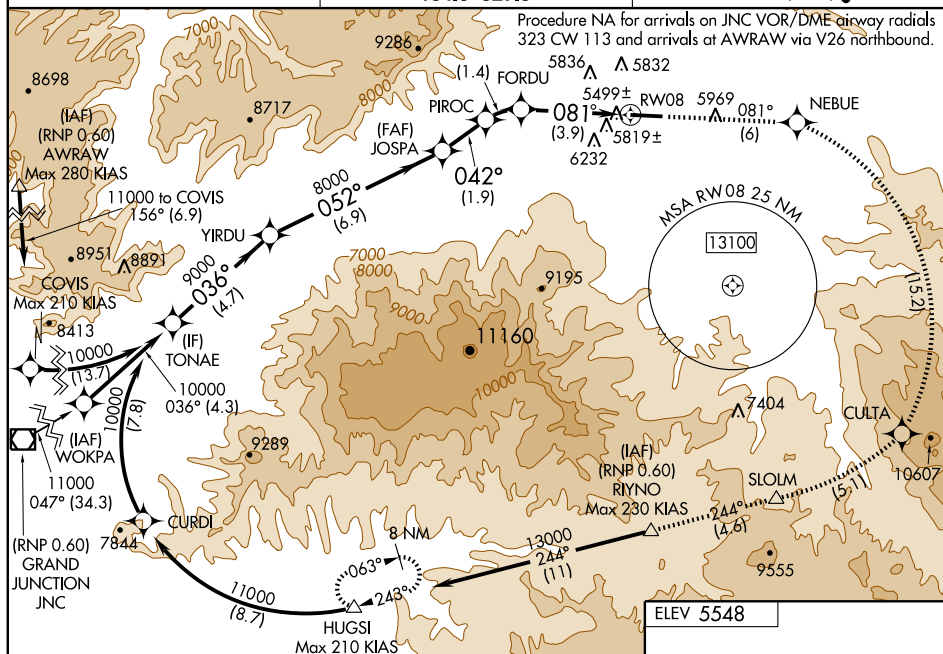 Procedure NA for arrivals on JNC VOR/DME airway radials
323 CW 113 and arrivals at AWRAW via V26 northbound.
7000
9286
8000
8698
8717
(IAF)
(RNP 0.60)
AWRAW
Max 280 KIAS
11000 to COVIS
156° (6.9)
8951
8891
COVIS
Max 210 KIAS
8413
(1.4)
FORDU
PIROC
(FAF)
JOSPA
5836
5832
5499±
RW08
5969
081°
(3.9)
5819±
6232
081°
(6)
NEBUE
8000
052°
(6.9)
042°
(1.9)
YIRDU
9000
036°
(4.7)
MSA RW08 25 NM
13100
(15.2)
7000
8000
9000
9195
11160
10000
(IF)
TONAE
10000
(13.7)
10000
036° (4.3)
10000
(7.8)
(IAF)
WOKPA
11000
047° (34.3)
(RNP 0.60)
GRAND
JUNCTION
JNC
9289
7844
CURDI
7404
CULTA
10607
(5.1)
SLOLM
(IAF)
(RNP 0.60)
RIYNO
Max 230 KIAS
244°
(4.6)
13000
244°
(11)
9555
8 NM
063°
243°
11000
(8.7)
HUGSI
Max 210 KIAS
ELEV 5548